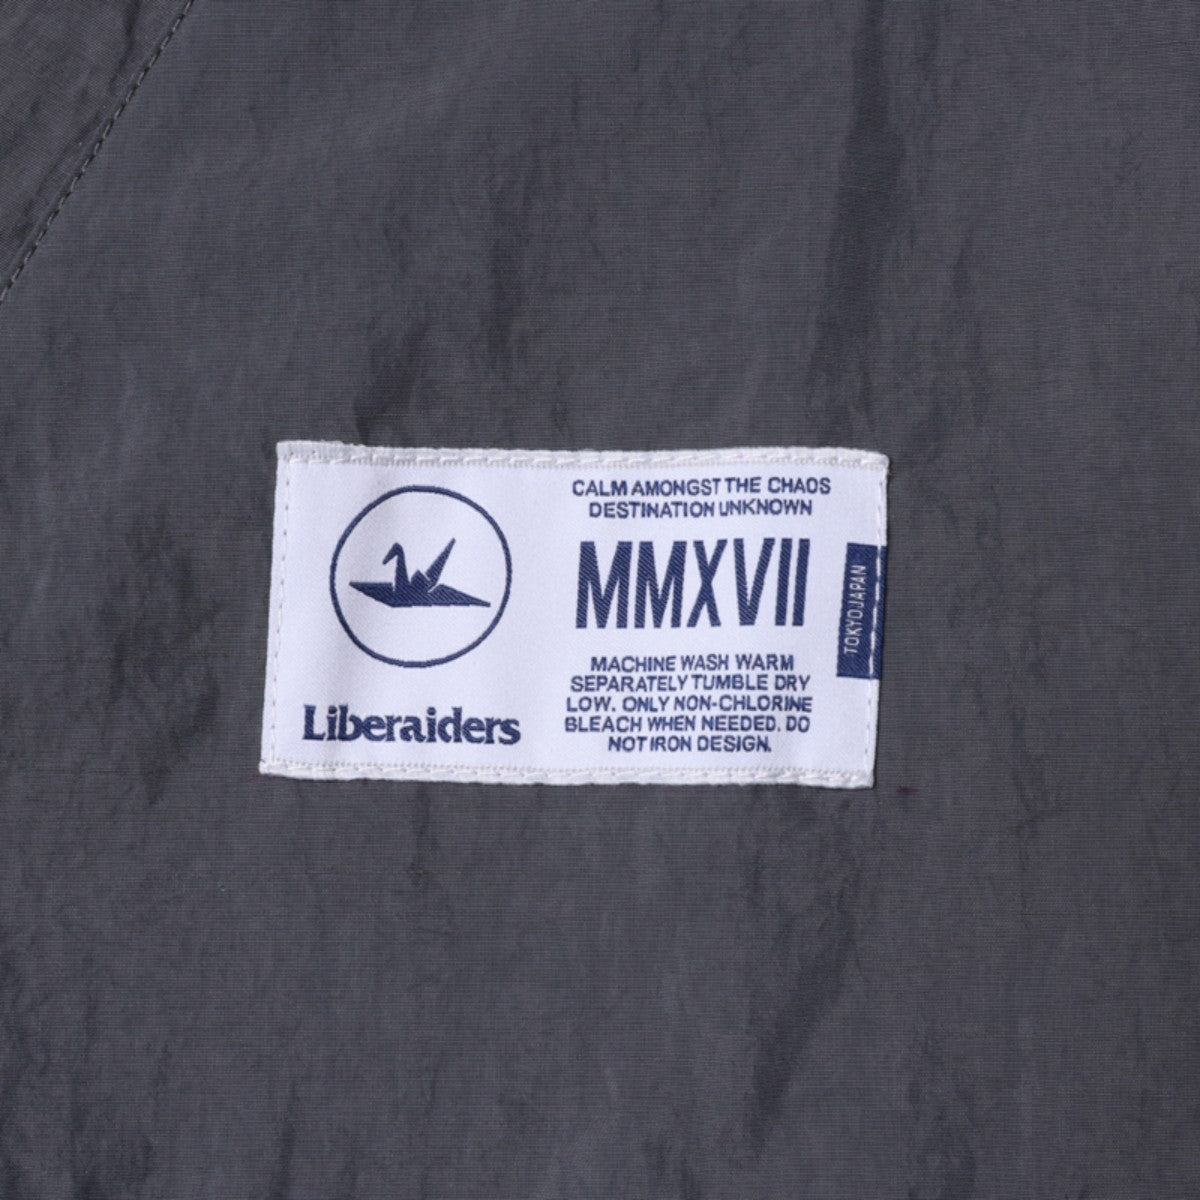 Liberaiders
CALM AMONGST THE CHAOS
DESTINATION UNKNOWN
MMXVII
MACHINE WASH WARM
SEPARATELY TUMBLE DRY
LOW. ONLY NON-CHLORINE
BLEACH WHEN NEEDED. DO
NOT IRON DESIGN.
TOKYOJAPAN